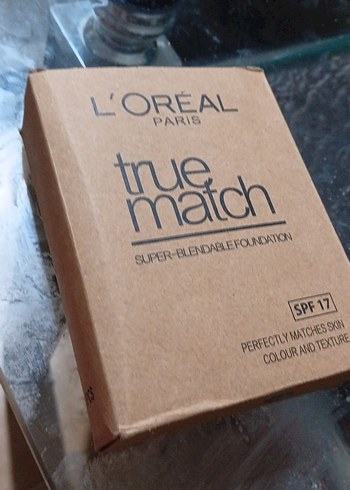 L'ORÉAL
PARIS
true
match
SUPER-BLENDABLE FOUNDATION
SPF 17
PERFECTLY MATCHES SKIN
COLOUR AND TEXTURE